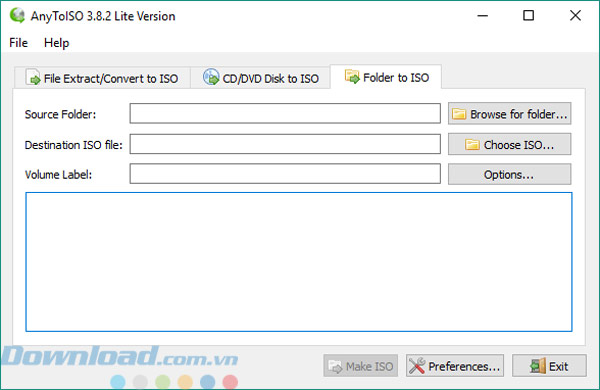 AnyToISO 3.8.2 Lite Version
File Help
File Extract/Convert to ISO CD/DVD Disk to ISO Folder to ISO
Source Folder: Browse for folder...
Destination ISO file: Choose ISO...
Volume Label: Options...
Download.com.vn
Make ISO Preferences... Exit